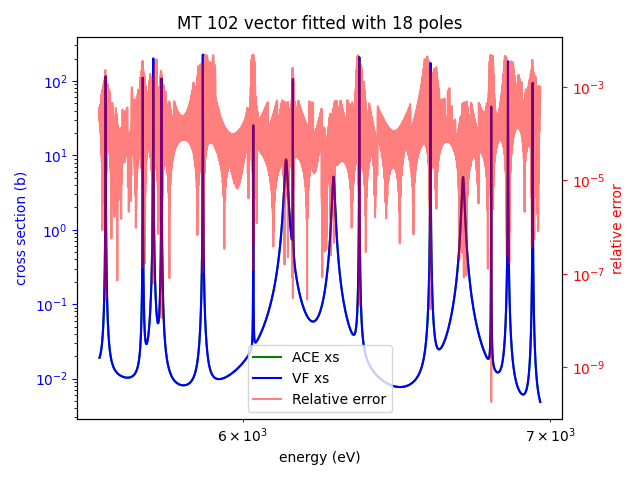 MT 102 vector fitted with 18 poles
cross section (b)
10²
10¹
10⁰
10⁻¹
10⁻²
10⁻³
10⁻⁵
10⁻⁷
10⁻⁹
relative error
ACE xs
VF xs
Relative error
6 × 10³
7 × 10³
energy (eV)